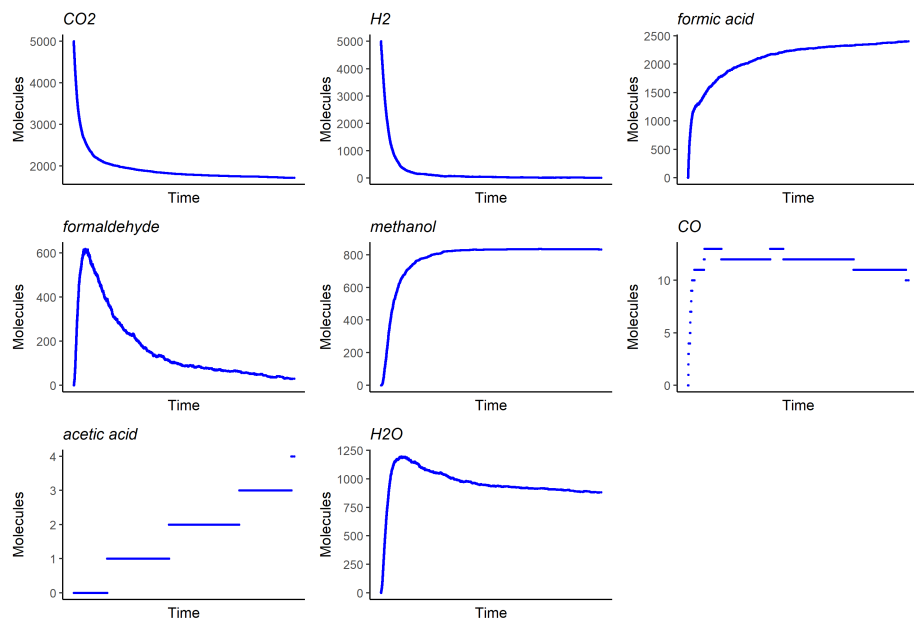 CO2
5000
4000
3000
2000
Molecules
Time
H2
5000
4000
3000
2000
1000
0
Molecules
Time
formic acid
2500
2000
1500
1000
500
0
Molecules
Time
formaldehyde
600
400
200
0
Molecules
Time
methanol
800
600
400
200
0
Molecules
Time
CO
10
5
0
Molecules
Time
acetic acid
4
3
2
1
0
Molecules
Time
H2O
1250
1000
750
500
250
0
Molecules
Time